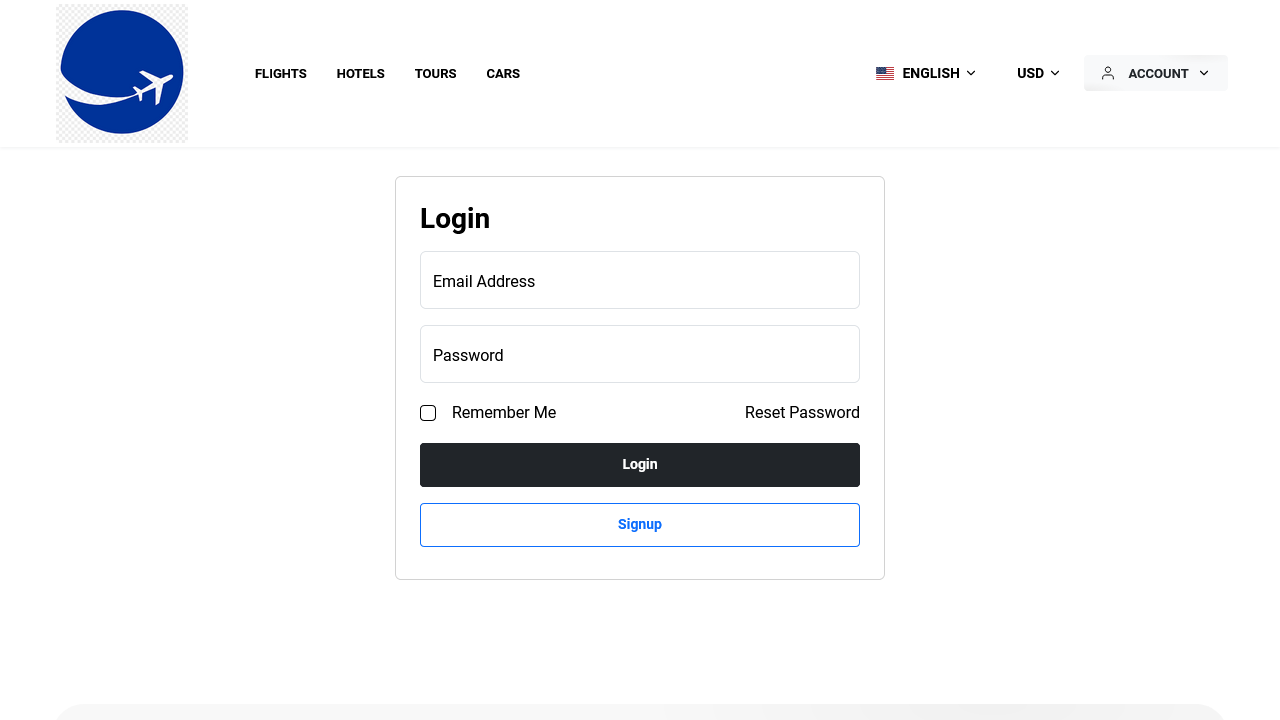 FLIGHTS HOTELS TOURS CARS ENGLISH USD ACCOUNT
Login
Email Address
Password
Remember Me Reset Password
Login
Signup